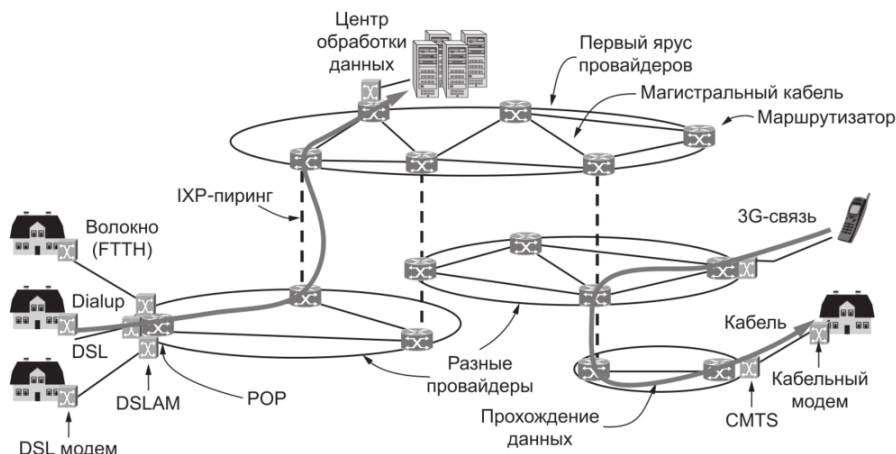 Центр
обработки
данных
Первый ярус
провайдеров
Магистральный кабель
Маршрутизатор
IXP-пиринг
3G-связь
Волокно
(FTTH)
Dialup
DSL
Кабель
Разные
провайдеры
DSLAM
POP
Прохождение
данных
CMTS
Кабельный
модем
DSL модем